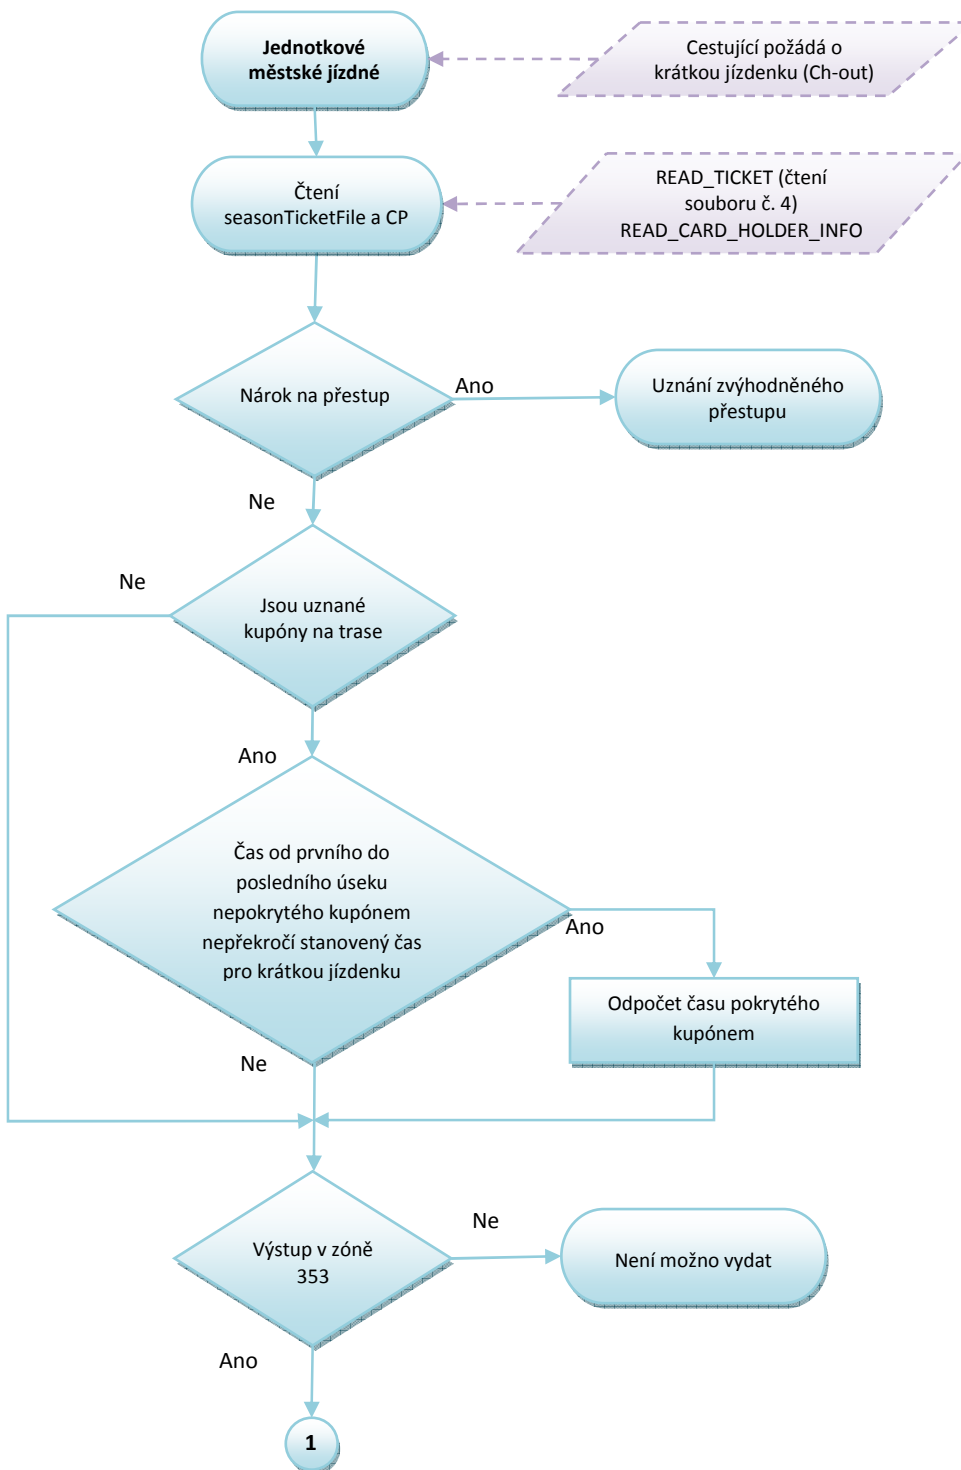 Jednotkové
městské jízdné
Cestující požádá o
krátkou jízdenku (Ch-out)
Čtení
seasonTicketFile a CP
READ_TICKET (čtení
souboru č. 4)
READ_CARD_HOLDER_INFO
Nárok na přestup
Ano
Uznání zvýhodněného
přestupu
Ne
Ne
Jsou uznané
kupóny na trase
Ano
Čas od prvního do
posledního úseku
nepokrytého kupónem
nepřekročí stanovený čas
pro krátkou jízdenku
Ano
Odpočet času pokrytého
kupónem
Ne
Výstup v zóně
353
Ne
Není možno vydat
Ano
1